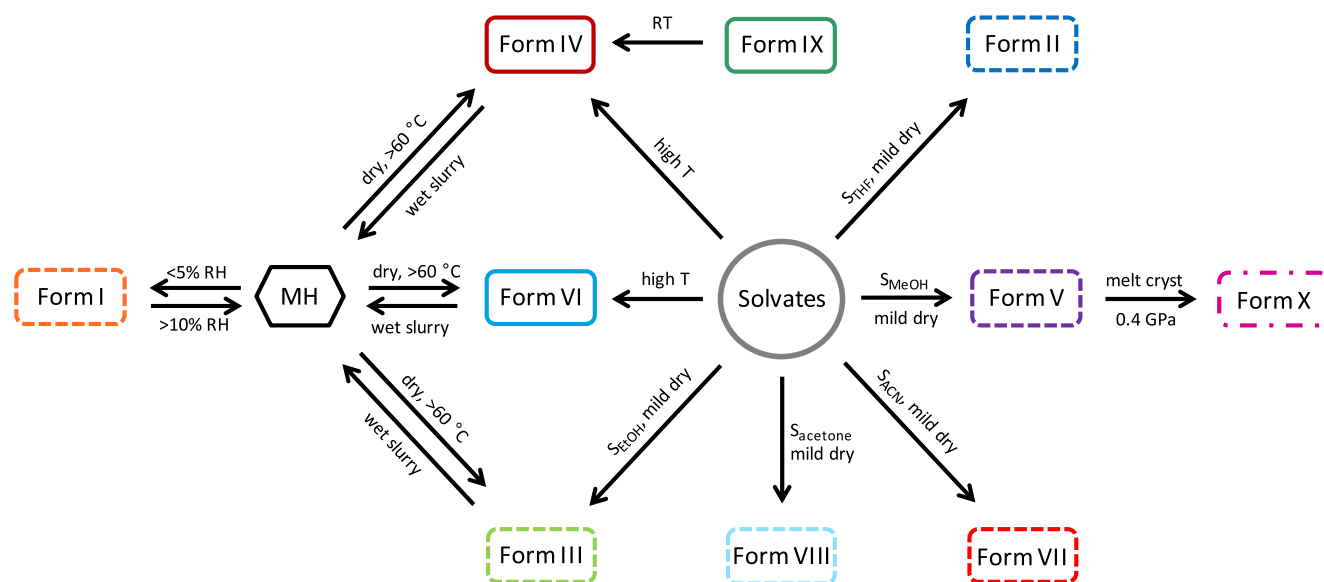 Form IV
RT
Form IX
Form II
dry, >60 °C
wet slurry
high T
S_THF, mild dry
Form I
<5% RH
>10% RH
MH
dry, >60 °C
wet slurry
Form VI
high T
Solvates
S_MeOH
mild dry
Form V
melt cryst
0.4 GPa
Form X
dry, >60 °C
wet slurry
S_EtOH, mild dry
S_acetone
mild dry
S_ACN, mild dry
Form III
Form VIII
Form VII